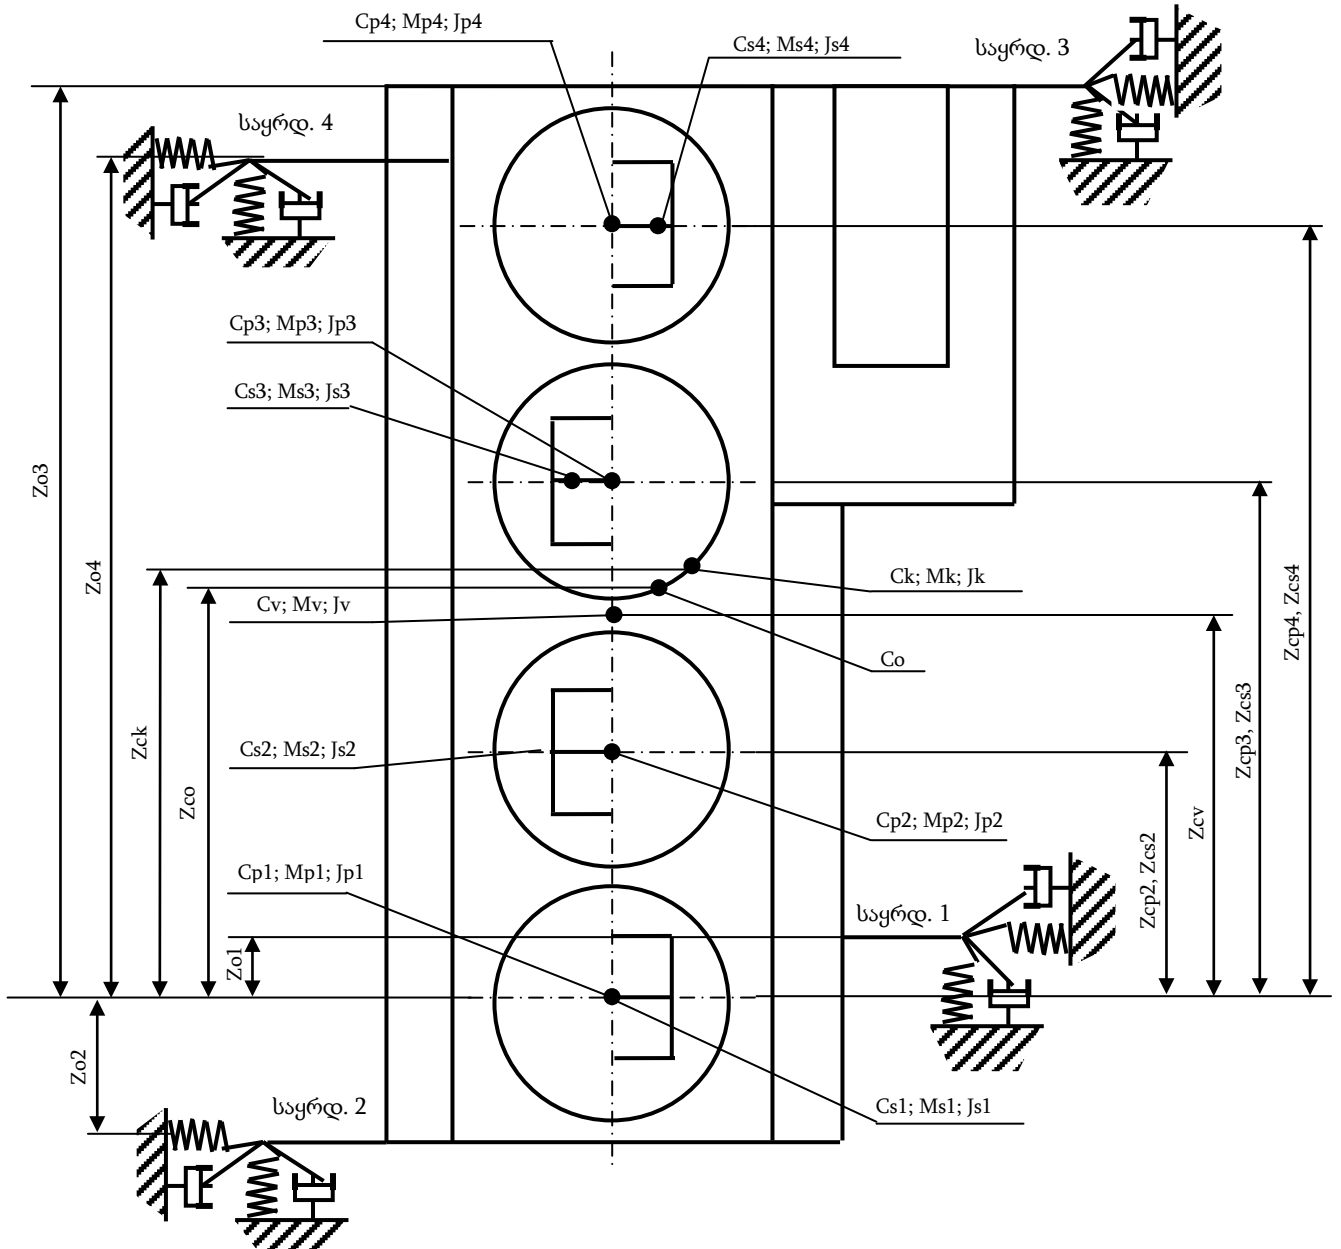 Cp4; Mp4; Jp4
Cs4; Ms4; Js4
საყრდ. 3
საყრდ. 4
Cp3; Mp3; Jp3
Cs3; Ms3; Js3
Zo3
Zo4
Ck; Mk; Jk
Cv; Mv; Jv
Co
Zcp4, Zcs4
Zcp3, Zcs3
Zck
Zco
Cs2; Ms2; Js2
Cp2; Mp2; Jp2
Zcv
Zcp2, Zcs2
Cp1; Mp1; Jp1
საყრდ. 1
Zo1
Zo2
საყრდ. 2
Cs1; Ms1; Js1